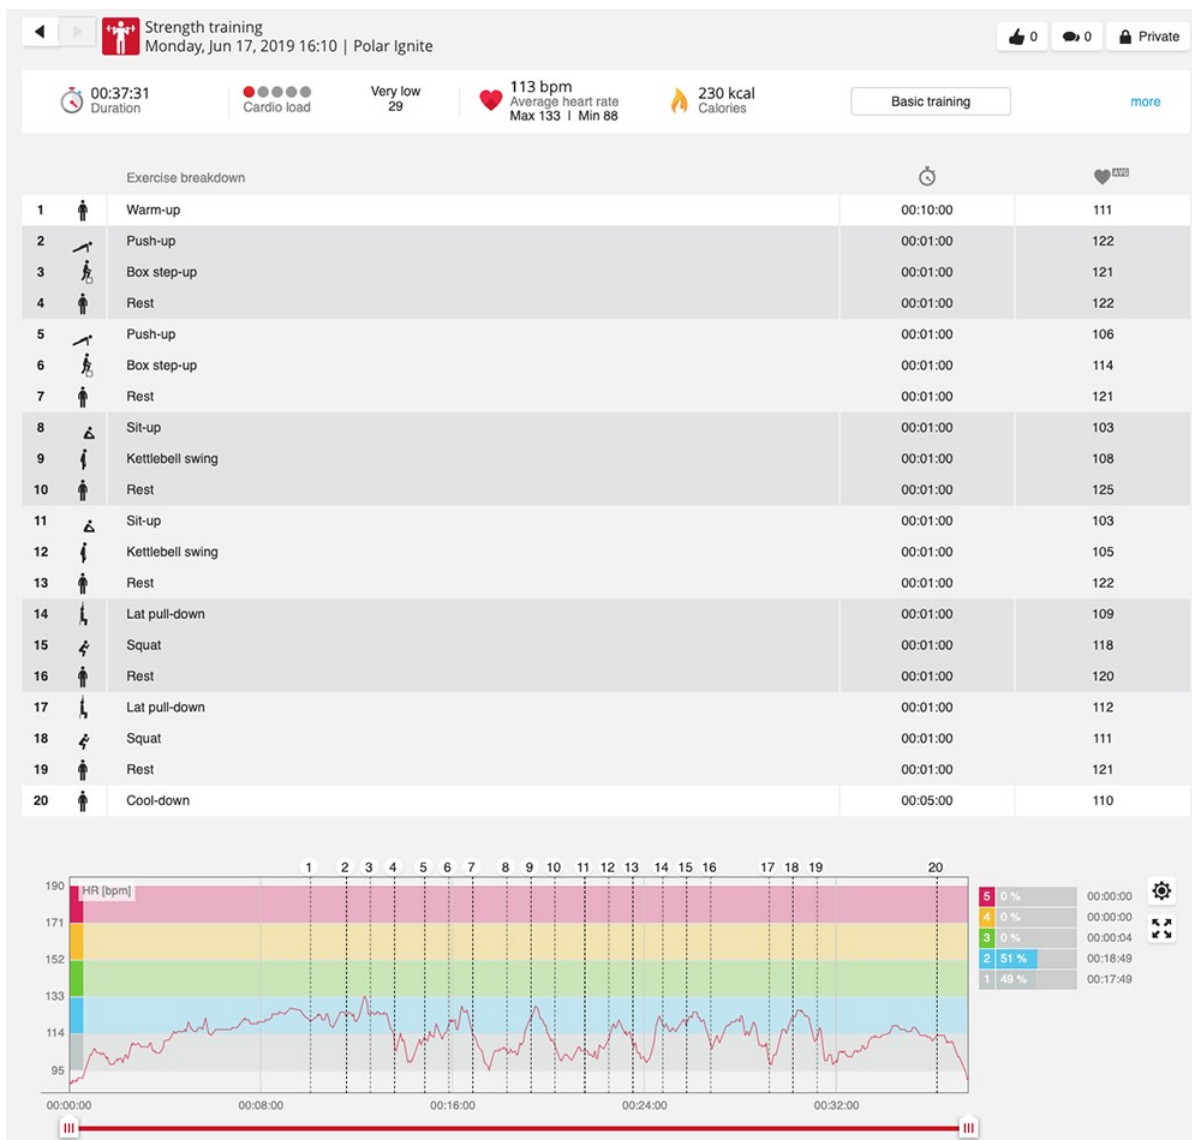 Strength training
Monday, Jun 17, 2019 16:10 | Polar Ignite
0 0 Private
00:37:31
Duration
Cardio load
Very low
29
113 bpm
Average heart rate
Max 133 | Min 88
230 kcal
Calories
Basic training
more
Exercise breakdown AVG
1 Warm-up 00:10:00 111
2 Push-up 00:01:00 122
3 Box step-up 00:01:00 121
4 Rest 00:01:00 122
5 Push-up 00:01:00 106
6 Box step-up 00:01:00 114
7 Rest 00:01:00 121
8 Sit-up 00:01:00 103
9 Kettlebell swing 00:01:00 108
10 Rest 00:01:00 125
11 Sit-up 00:01:00 103
12 Kettlebell swing 00:01:00 105
13 Rest 00:01:00 122
14 Lat pull-down 00:01:00 109
15 Squat 00:01:00 118
16 Rest 00:01:00 120
17 Lat pull-down 00:01:00 112
18 Squat 00:01:00 111
19 Rest 00:01:00 121
20 Cool-down 00:05:00 110
1 2 3 4 5 6 7 8 9 10 11 12 13 14 15 16 17 18 19 20
HR [bpm]
190
171
152
133
114
95
00:00:00 00:08:00 00:16:00 00:24:00 00:32:00
5 0 % 00:00:00
4 0 % 00:00:00
3 0 % 00:00:04
2 51 % 00:18:49
1 49 % 00:17:49